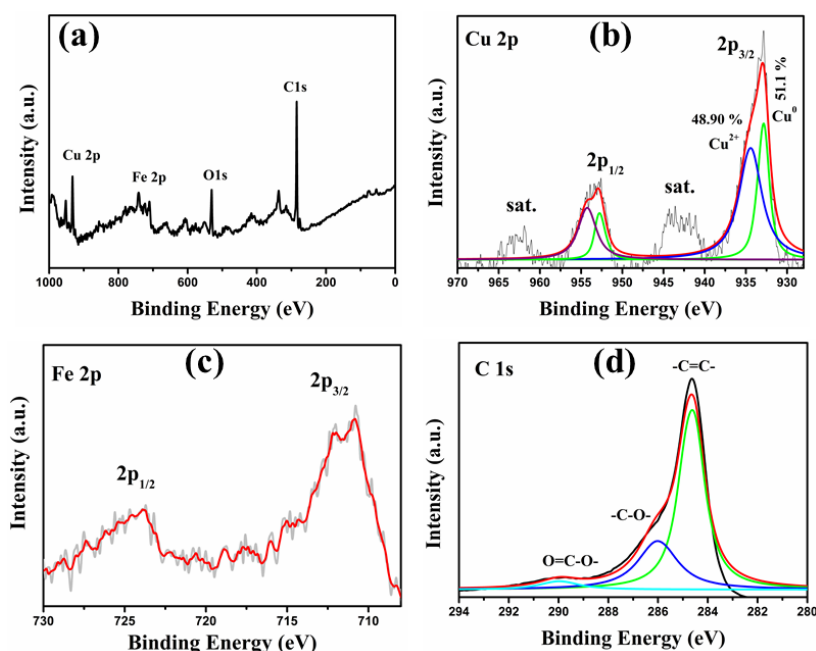 (a)
Cu 2p
Fe 2p
O1s
C1s
Intensity (a.u.)
1000 800 600 400 200 0
Binding Energy (eV)
Cu 2p
(b)
2p3/2
51.1 %
Cu0
48.90 %
Cu2+
2p1/2
sat.
sat.
Intensity (a.u.)
970 965 960 955 950 945 940 935 930
Binding Energy (eV)
Fe 2p
(c)
2p3/2
2p1/2
Intensity (a.u.)
730 725 720 715 710
Binding Energy (eV)
C 1s
(d)
-C=C-
-C-O-
O=C-O-
Intensity (a.u.)
294 292 290 288 286 284 282 280
Binding Energy (eV)